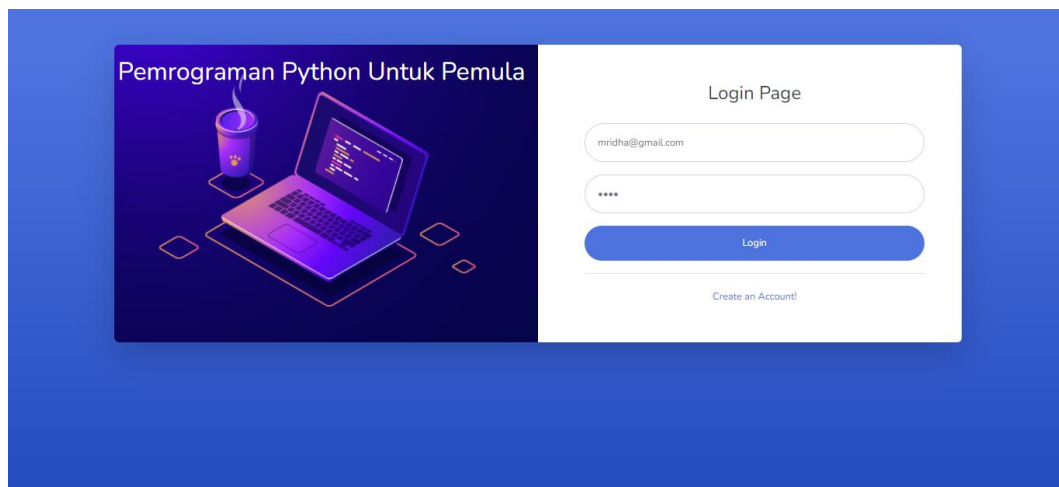 Pemrograman Python Untuk Pemula
Login Page
mridha@gmail.com
••••
Login
Create an Account!